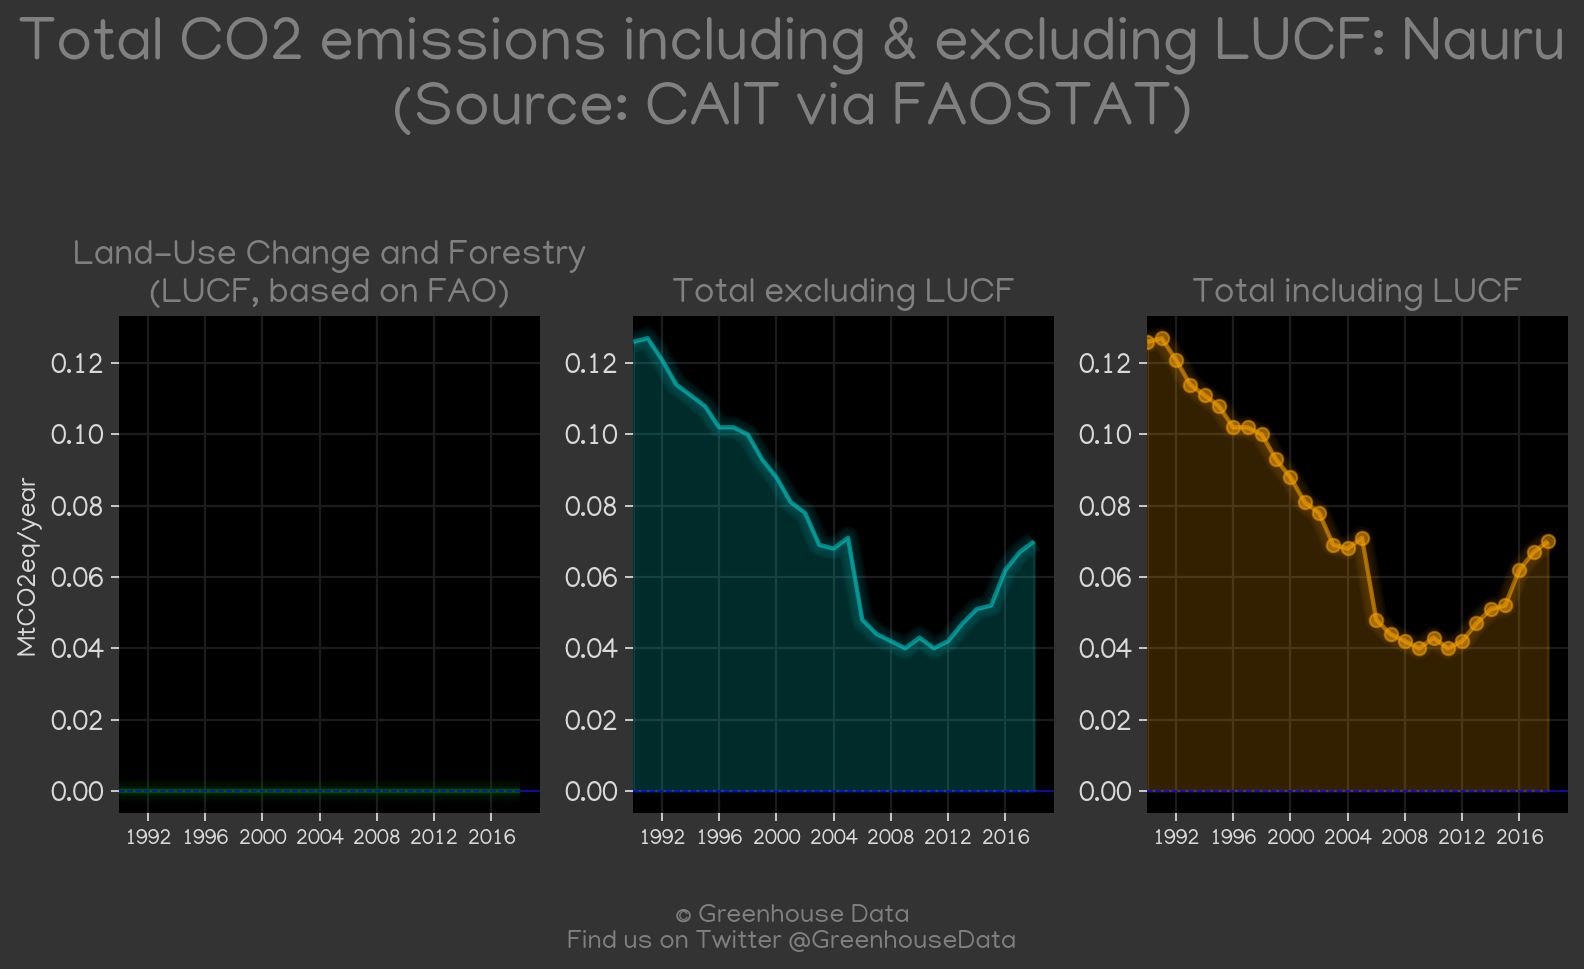 Total CO2 emissions including & excluding LUCF: Nauru
(Source: CAIT via FAOSTAT)
Land-Use Change and Forestry
(LUCF, based on FAO)
MtCO2eq/year
0.12
0.10
0.08
0.06
0.04
0.02
0.00
1992 1996 2000 2004 2008 2012 2016
Total excluding LUCF
0.12
0.10
0.08
0.06
0.04
0.02
0.00
1992 1996 2000 2004 2008 2012 2016
Total including LUCF
0.12
0.10
0.08
0.06
0.04
0.02
0.00
1992 1996 2000 2004 2008 2012 2016
© Greenhouse Data
Find us on Twitter @GreenhouseData